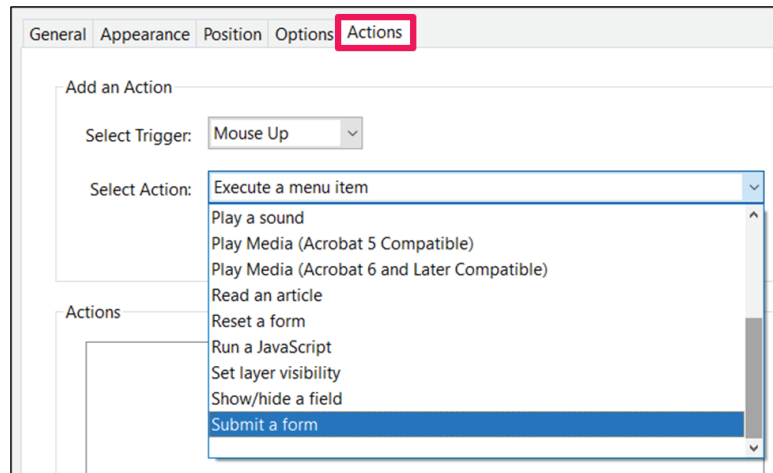 General Appearance Position Options Actions
Add an Action
Select Trigger: Mouse Up
Select Action: Execute a menu item
Play a sound
Play Media (Acrobat 5 Compatible)
Play Media (Acrobat 6 and Later Compatible)
Read an article
Actions
Reset a form
Run a JavaScript
Set layer visibility
Show/hide a field
Submit a form